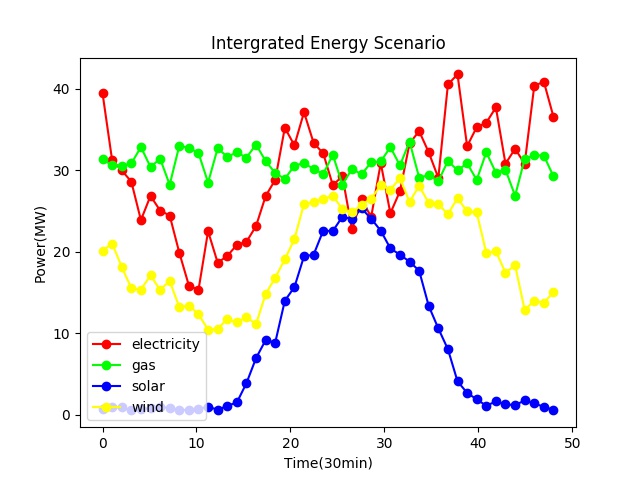 Intergrated Energy Scenario
Power(MW)
40
30
20
10
0
electricity
gas
solar
wind
0 10 20 30 40 50
Time(30min)